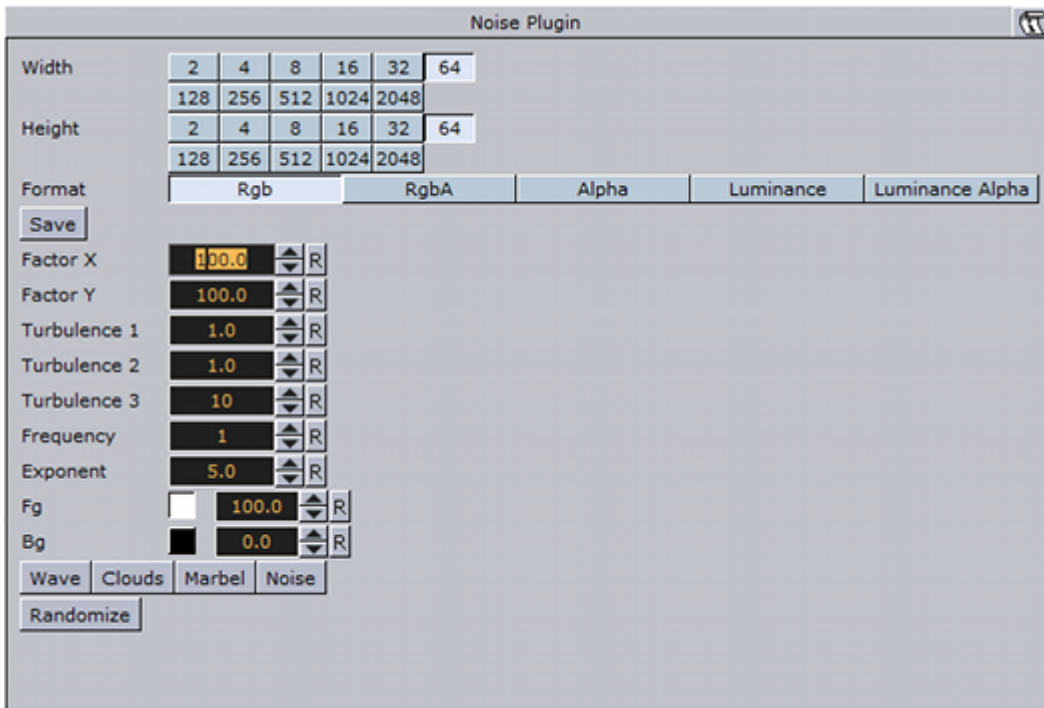 Noise Plugin
Width 2 4 8 16 32 64
128 256 512 1024 2048
Height 2 4 8 16 32 64
128 256 512 1024 2048
Format Rgb RgbA Alpha Luminance Luminance Alpha
Save
Factor X 100.0 R
Factor Y 100.0 R
Turbulence 1 1.0 R
Turbulence 2 1.0 R
Turbulence 3 10 R
Frequency 1 R
Exponent 5.0 R
Fg 100.0 R
Bg 0.0 R
Wave Clouds Marbel Noise
Randomize